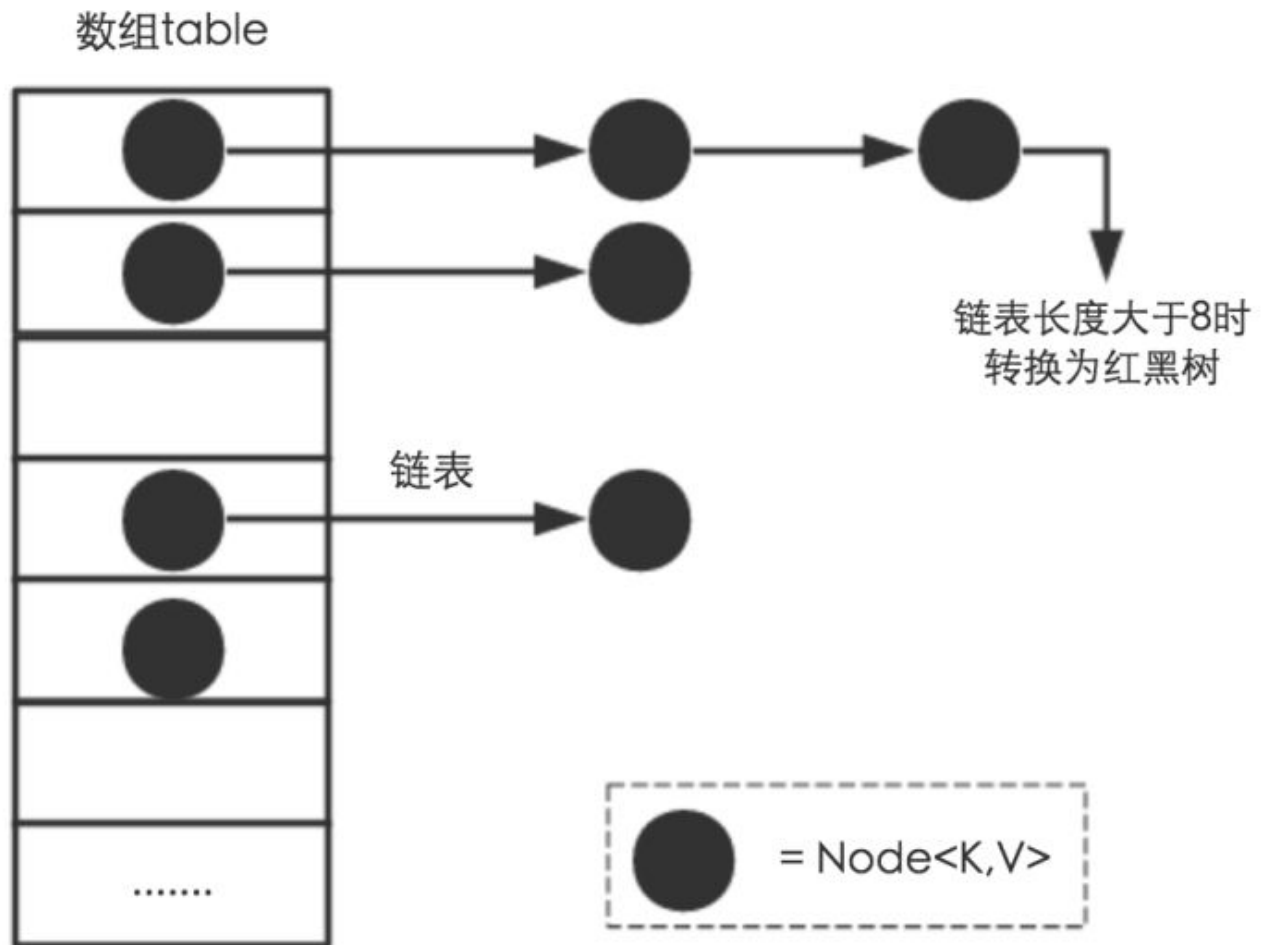 数组table
链表长度大于8时
转换为红黑树
链表
= Node<K,V>
.......